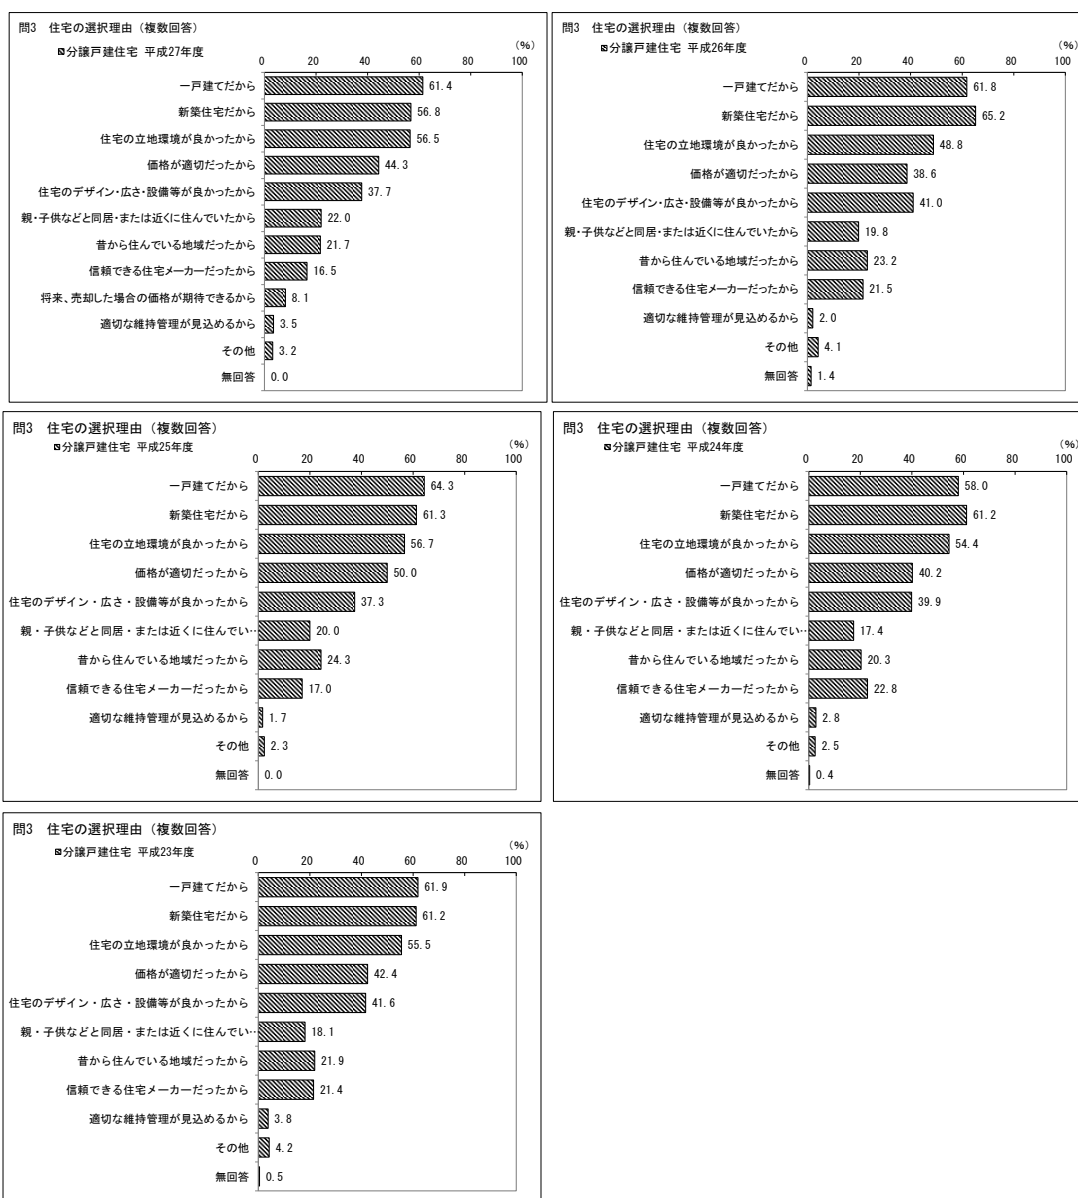 問3 住宅の選択理由（複数回答）
分譲戸建住宅 平成27年度
（%）
0 20 40 60 80 100
一戸建てだから 61.4
新築住宅だから 56.8
住宅の立地環境が良かったから 56.5
価格が適切だったから 44.3
住宅のデザイン・広さ・設備等が良かったから 37.7
親・子供などと同居・または近くに住んでいたから 22.0
昔から住んでいる地域だったから 21.7
信頼できる住宅メーカーだったから 16.5
将来、売却した場合の価格が期待できるから 8.1
適切な維持管理が見込めるから 3.5
その他 3.2
無回答 0.0
問3 住宅の選択理由（複数回答）
分譲戸建住宅 平成26年度
（%）
0 20 40 60 80 100
一戸建てだから 61.8
新築住宅だから 65.2
住宅の立地環境が良かったから 48.8
価格が適切だったから 38.6
住宅のデザイン・広さ・設備等が良かったから 41.0
親・子供などと同居・または近くに住んでいたから 19.8
昔から住んでいる地域だったから 23.2
信頼できる住宅メーカーだったから 21.5
適切な維持管理が見込めるから 2.0
その他 4.1
無回答 1.4
問3 住宅の選択理由（複数回答）
分譲戸建住宅 平成25年度
（%）
0 20 40 60 80 100
一戸建てだから 64.3
新築住宅だから 61.3
住宅の立地環境が良かったから 56.7
価格が適切だったから 50.0
住宅のデザイン・広さ・設備等が良かったから 37.3
親・子供などと同居・または近くに住んでい… 20.0
昔から住んでいる地域だったから 24.3
信頼できる住宅メーカーだったから 17.0
適切な維持管理が見込めるから 1.7
その他 2.3
無回答 0.0
問3 住宅の選択理由（複数回答）
分譲戸建住宅 平成24年度
（%）
0 20 40 60 80 100
一戸建てだから 58.0
新築住宅だから 61.2
住宅の立地環境が良かったから 54.4
価格が適切だったから 40.2
住宅のデザイン・広さ・設備等が良かったから 39.9
親・子供などと同居・または近くに住んでい… 17.4
昔から住んでいる地域だったから 20.3
信頼できる住宅メーカーだったから 22.8
適切な維持管理が見込めるから 2.8
その他 2.5
無回答 0.4
問3 住宅の選択理由（複数回答）
分譲戸建住宅 平成23年度
（%）
0 20 40 60 80 100
一戸建てだから 61.9
新築住宅だから 61.2
住宅の立地環境が良かったから 55.5
価格が適切だったから 42.4
住宅のデザイン・広さ・設備等が良かったから 41.6
親・子供などと同居・または近くに住んでい… 18.1
昔から住んでいる地域だったから 21.9
信頼できる住宅メーカーだったから 21.4
適切な維持管理が見込めるから 3.8
その他 4.2
無回答 0.5